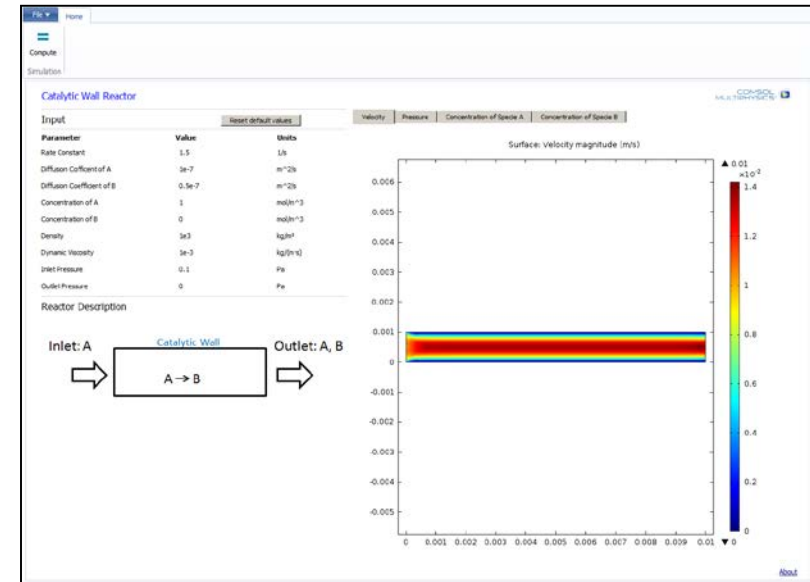 File
Home
Compute
Simulation
Catalytic Wall Reactor
COMSOL
MULTIPHYSICS
Input
Reset default values
Parameter Value Units
Rate Constant 1.5 1/s
Diffusion Cofficent of A 1e-7 m^2/s
Diffusion Coefficient of B 0.5e-7 m^2/s
Concentration of A 1 mol/m^3
Concentration of B 0 mol/m^3
Density 1e3 kg/m³
Dynamic Viscosity 1e-3 kg/(m·s)
Inlet Pressure 0.1 Pa
Outlet Pressure 0 Pa
Reactor Description
Inlet: A
Catalytic Wall
Outlet: A, B
A → B
Velocity Pressure Concentration of Specie A Concentration of Specie B
Surface: Velocity magnitude (m/s)
0.006
0.005
0.004
0.003
0.002
0.001
0
-0.001
-0.002
-0.003
-0.004
-0.005
0 0.001 0.002 0.003 0.004 0.005 0.006 0.007 0.008 0.009 0.01
▲ 0.01
×10⁻²
1.4
1.2
1
0.8
0.6
0.4
0.2
0
▼ 0
About